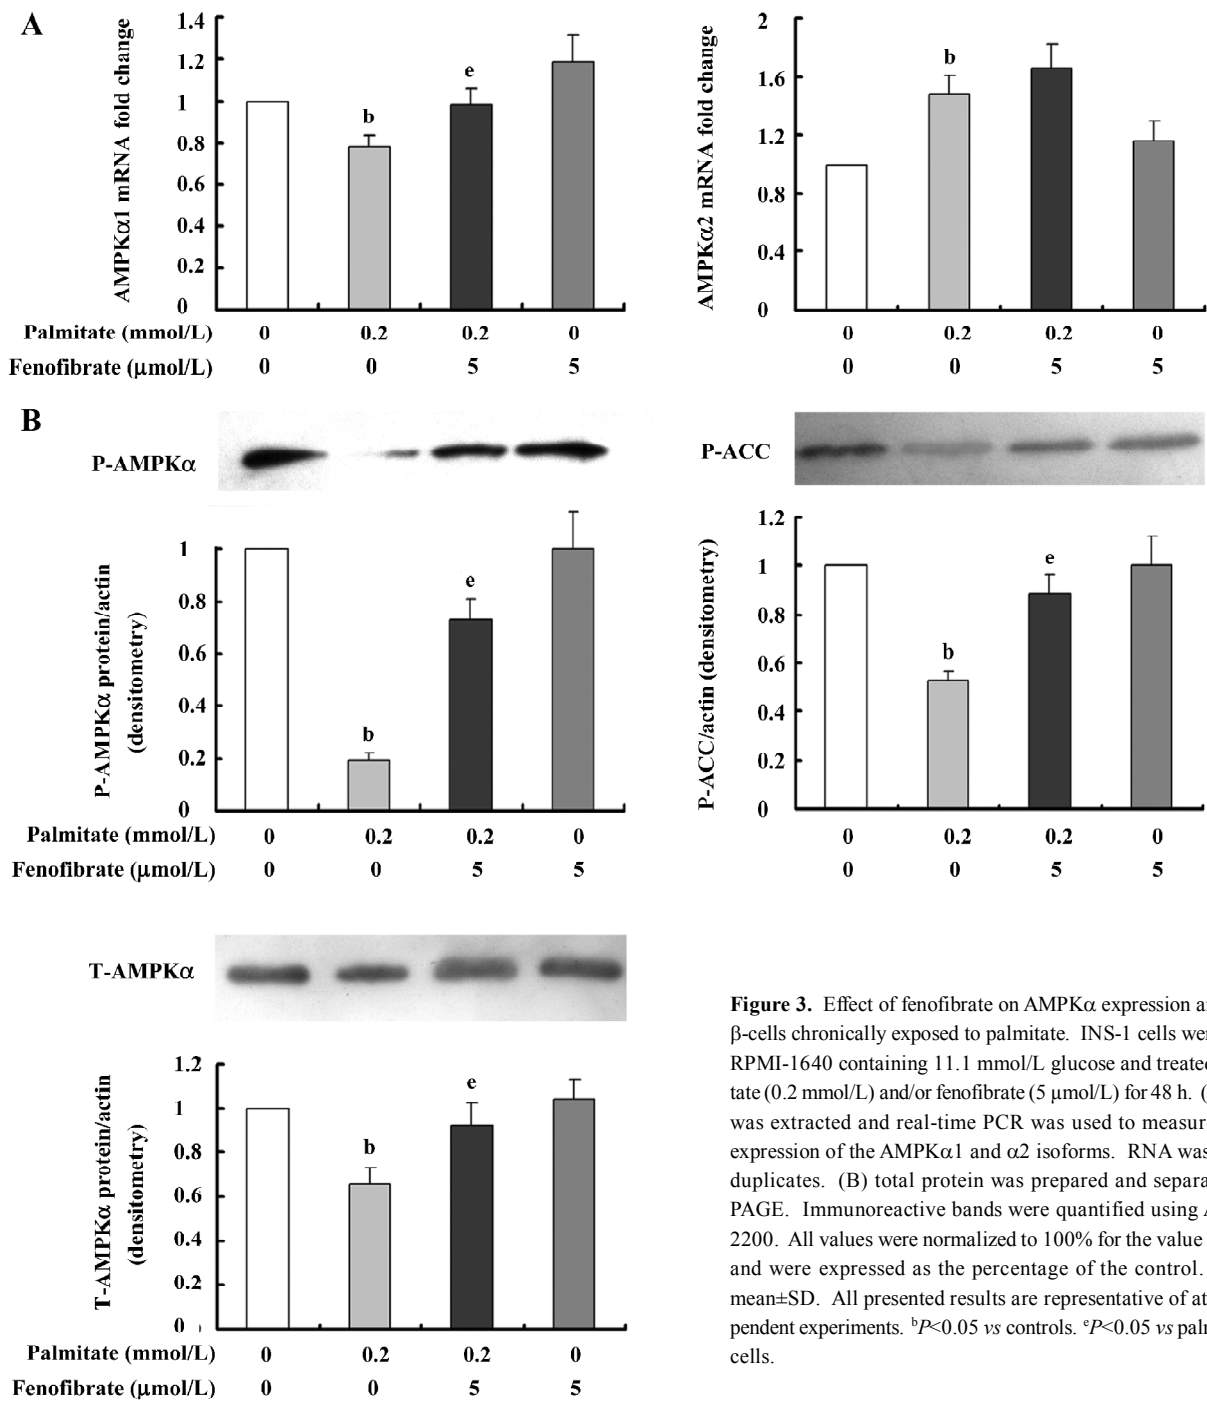 A
AMPKα1 mRNA fold change
1.4
1.2
1
0.8
0.6
0.4
0.2
0
b
e
Palmitate (mmol/L) 0 0.2 0.2 0
Fenofibrate (μmol/L) 0 0 5 5
AMPKα2 mRNA fold change
2
1.6
1.2
0.8
0.4
0
b
0 0.2 0.2 0
0 0 5 5
B
P-AMPKα
P-AMPKα protein/actin
(densitometry)
1
0.8
0.6
0.4
0.2
0
b
e
Palmitate (mmol/L) 0 0.2 0.2 0
Fenofibrate (μmol/L) 0 0 5 5
P-ACC
P-ACC/actin (densitometry)
1.2
1
0.8
0.6
0.4
0.2
0
b
e
0 0.2 0.2 0
0 0 5 5
T-AMPKα
T-AMPKα protein/actin
(densitometry)
1.2
1
0.8
0.6
0.4
0.2
0
b
e
Palmitate (mmol/L) 0 0.2 0.2 0
Fenofibrate (μmol/L) 0 0 5 5
Figure 3. Effect of fenofibrate on AMPKα expression
β-cells chronically exposed to palmitate. INS-1 cells wer
RPMI-1640 containing 11.1 mmol/L glucose and treated
tate (0.2 mmol/L) and/or fenofibrate (5 μmol/L) for 48 h. (
was extracted and real-time PCR was used to measur
expression of the AMPKα1 and α2 isoforms. RNA was
duplicates. (B) total protein was prepared and separa
PAGE. Immunoreactive bands were quantified using A
2200. All values were normalized to 100% for the value
and were expressed as the percentage of the control.
mean±SD. All presented results are representative of at
pendent experiments. ᵇP<0.05 vs controls. ᵉP<0.05 vs palm
cells.